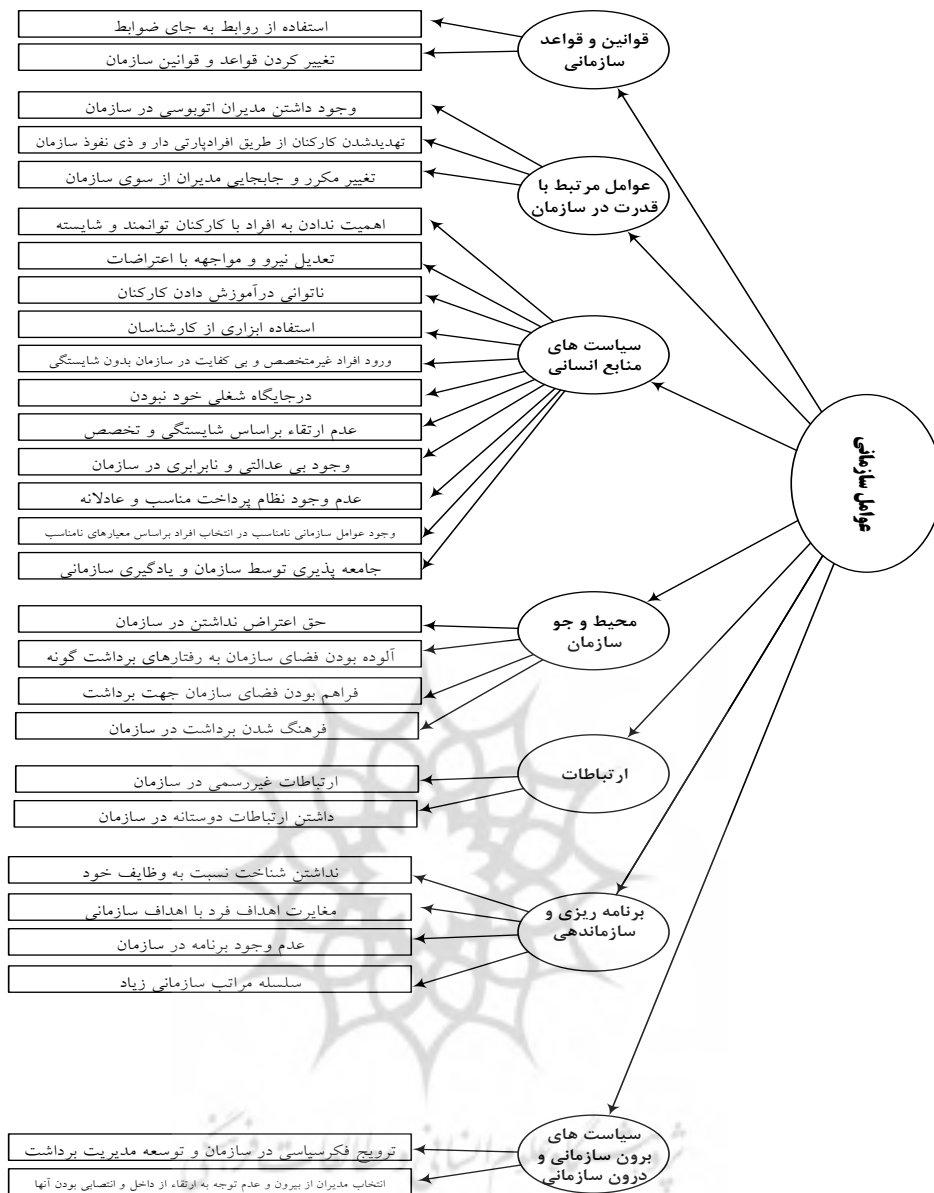 عوامل سازمانی
قوانین و قواعد
سازمانی
استفاده از روابط به جای ضوابط
تغییر کردن قواعد و قوانین سازمان
عوامل مرتبط با
قدرت در سازمان
وجود داشتن مدیران اتوبوسی در سازمان
تهدیدشدن کارکنان از طریق افرادپارتی دار و ذی نفوذ سازمان
تغییر مکرر و جابجایی مدیران از سوی سازمان
سیاست های
منابع انسانی
اهمیت ندادن به افراد با کارکنان توانمند و شایسته
تعدیل نیرو و مواجهه با اعتراضات
ناتوانی درآموزش دادن کارکنان
استفاده ابزاری از کارشناسان
ورود افراد غیرمتخصص و بی کفایت در سازمان بدون شایستگی
درجایگاه شغلی خود نبودن
عدم ارتقاء براساس شایستگی و تخصص
وجود بی عدالتی و نابرابری در سازمان
عدم وجود نظام پرداخت مناسب و عادلانه
وجود عوامل سازمانی نامناسب در انتخاب افراد براساس معیارهای نامناسب
جامعه پذیری توسط سازمان و یادگیری سازمانی
محیط و جو
سازمان
حق اعتراض نداشتن در سازمان
آلوده بودن فضای سازمان به رفتارهای برداشت گونه
فراهم بودن فضای سازمان جهت برداشت
فرهنگ شدن برداشت در سازمان
ارتباطات
ارتباطات غیررسمی در سازمان
داشتن ارتباطات دوستانه در سازمان
برنامه ریزی و
سازماندهی
نداشتن شناخت نسبت به وظایف خود
مغایرت اهداف فرد با اهداف سازمانی
عدم وجود برنامه در سازمان
سلسله مراتب سازمانی زیاد
سیاست های
برون سازمانی و
درون سازمانی
ترویج فکرسیاسی در سازمان و توسعه مدیریت برداشت
انتخاب مدیران از بیرون و عدم توجه به ارتقاء از داخل و انتصابی بودن آنها